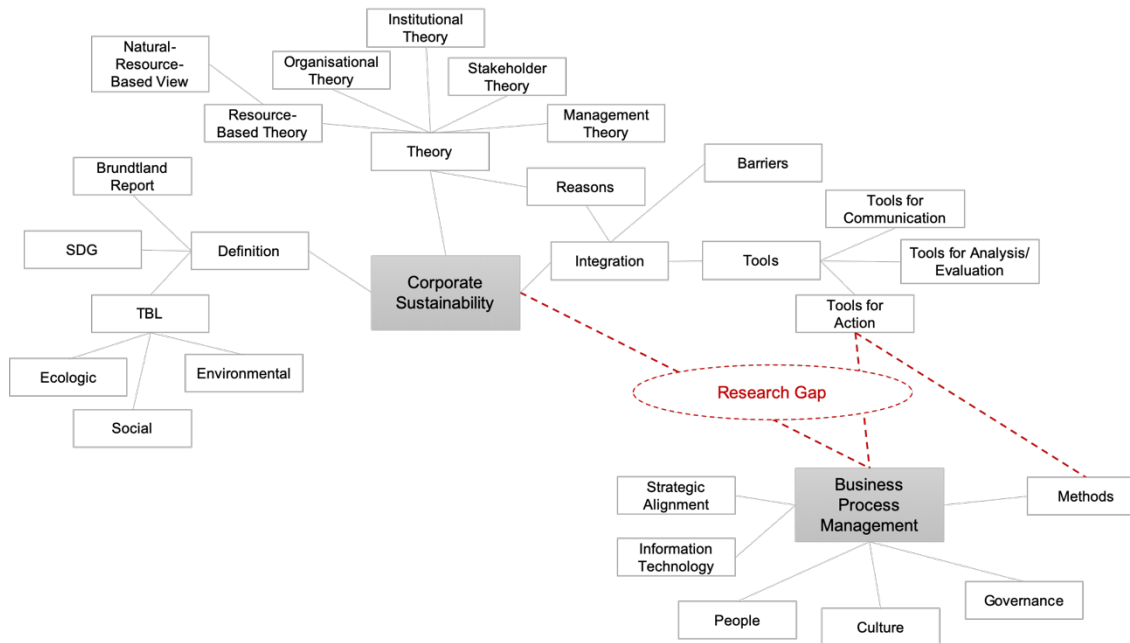 Institutional
Theory
Natural-
Resource-
Based View
Organisational
Theory
Stakeholder
Theory
Resource-
Based Theory
Management
Theory
Theory
Brundtland
Report
Reasons
Barriers
Tools for
Communication
SDG
Definition
Corporate
Sustainability
Integration
Tools
Tools for Analysis/
Evaluation
TBL
Tools for
Action
Ecologic
Environmental
Social
Research Gap
Strategic
Alignment
Business
Process
Management
Methods
Information
Technology
People
Culture
Governance